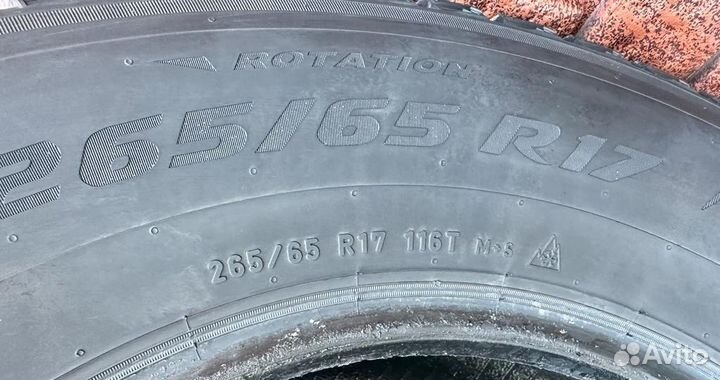 ROTATION
265/65 R17
265/65 R17 116T M+S
Avito